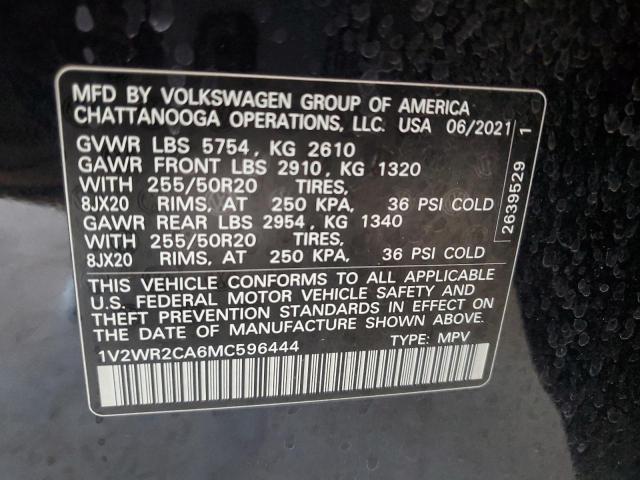 MFD BY VOLKSWAGEN GROUP OF AMERICA
CHATTANOOGA OPERATIONS, LLC. USA 06/2021
GVWR LBS 5754, KG 2610
GAWR FRONT LBS 2910, KG 1320
WITH 255/50R20 TIRES,
8JX20 RIMS, AT 250 KPA, 36 PSI COLD
GAWR REAR LBS 2954, KG 1340
WITH 255/50R20 TIRES,
8JX20 RIMS, AT 250 KPA, 36 PSI COLD
THIS VEHICLE CONFORMS TO ALL APPLICABLE
U.S. FEDERAL MOTOR VEHICLE SAFETY AND
THEFT PREVENTION STANDARDS IN EFFECT ON
THE DATE OF MANUFACTURE SHOWN ABOVE.
1V2WR2CA6MC596444 TYPE: MPV
2639529 1